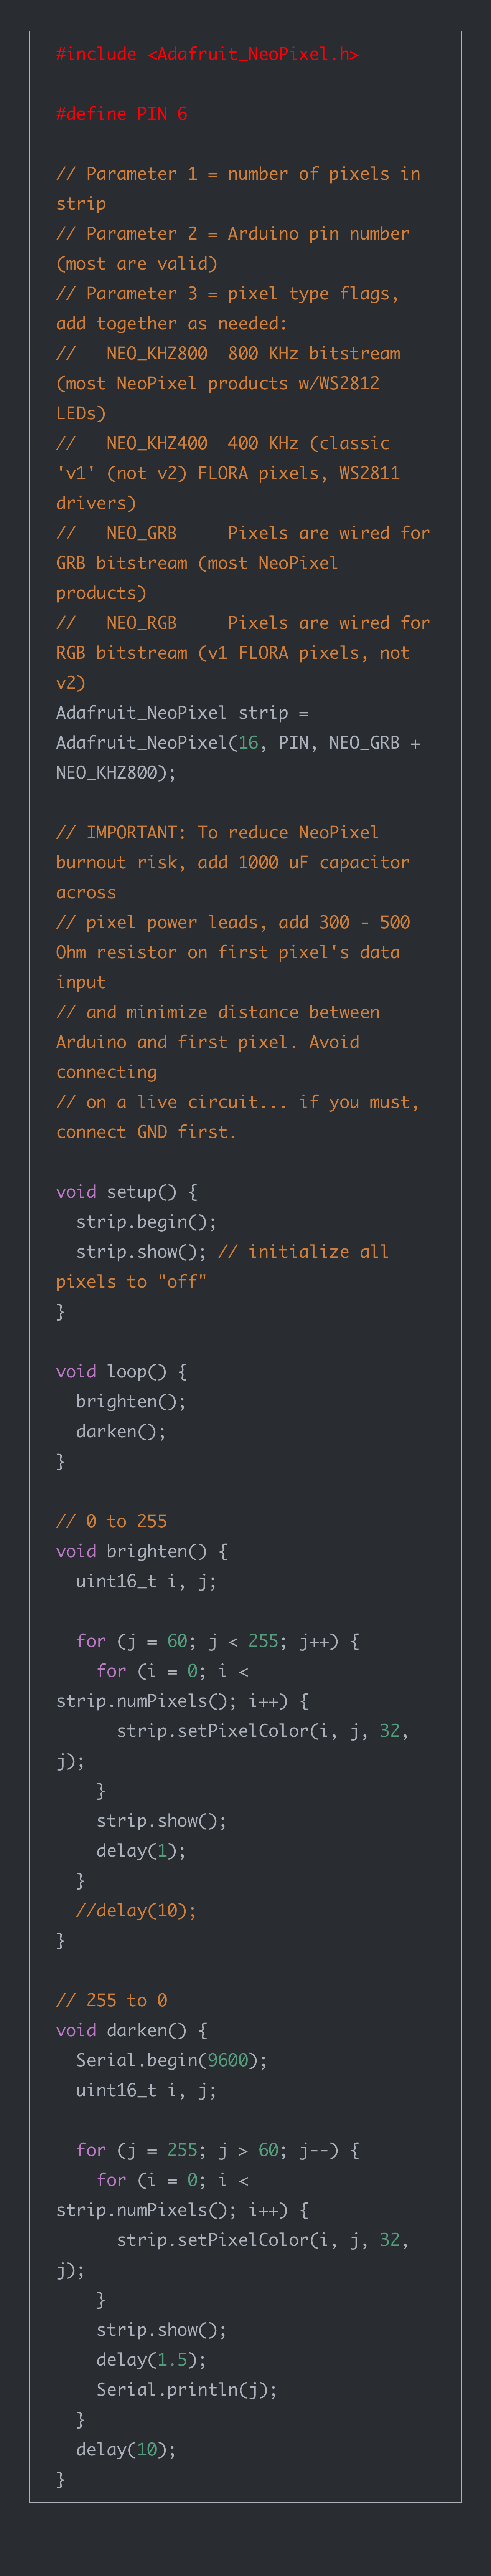 #include <Adafruit_NeoPixel.h>

#define PIN 6

// Parameter 1 = number of pixels in
strip
// Parameter 2 = Arduino pin number
(most are valid)
// Parameter 3 = pixel type flags,
add together as needed:
//   NEO_KHZ800  800 KHz bitstream
(most NeoPixel products w/WS2812
LEDs)
//   NEO_KHZ400  400 KHz (classic
'v1' (not v2) FLORA pixels, WS2811
drivers)
//   NEO_GRB     Pixels are wired for
GRB bitstream (most NeoPixel
products)
//   NEO_RGB     Pixels are wired for
RGB bitstream (v1 FLORA pixels, not
v2)
Adafruit_NeoPixel strip =
Adafruit_NeoPixel(16, PIN, NEO_GRB +
NEO_KHZ800);

// IMPORTANT: To reduce NeoPixel
burnout risk, add 1000 uF capacitor
across
// pixel power leads, add 300 - 500
Ohm resistor on first pixel's data
input
// and minimize distance between
Arduino and first pixel. Avoid
connecting
// on a live circuit... if you must,
connect GND first.

void setup() {
  strip.begin();
  strip.show(); // initialize all
pixels to "off"
}

void loop() {
  brighten();
  darken();
}

// 0 to 255
void brighten() {
  uint16_t i, j;

  for (j = 60; j < 255; j++) {
    for (i = 0; i <
strip.numPixels(); i++) {
      strip.setPixelColor(i, j, 32,
j);
    }
    strip.show();
    delay(1);
  }
  //delay(10);
}

// 255 to 0
void darken() {
  Serial.begin(9600);
  uint16_t i, j;

  for (j = 255; j > 60; j--) {
    for (i = 0; i <
strip.numPixels(); i++) {
      strip.setPixelColor(i, j, 32,
j);
    }
    strip.show();
    delay(1.5);
    Serial.println(j);
  }
  delay(10);
}